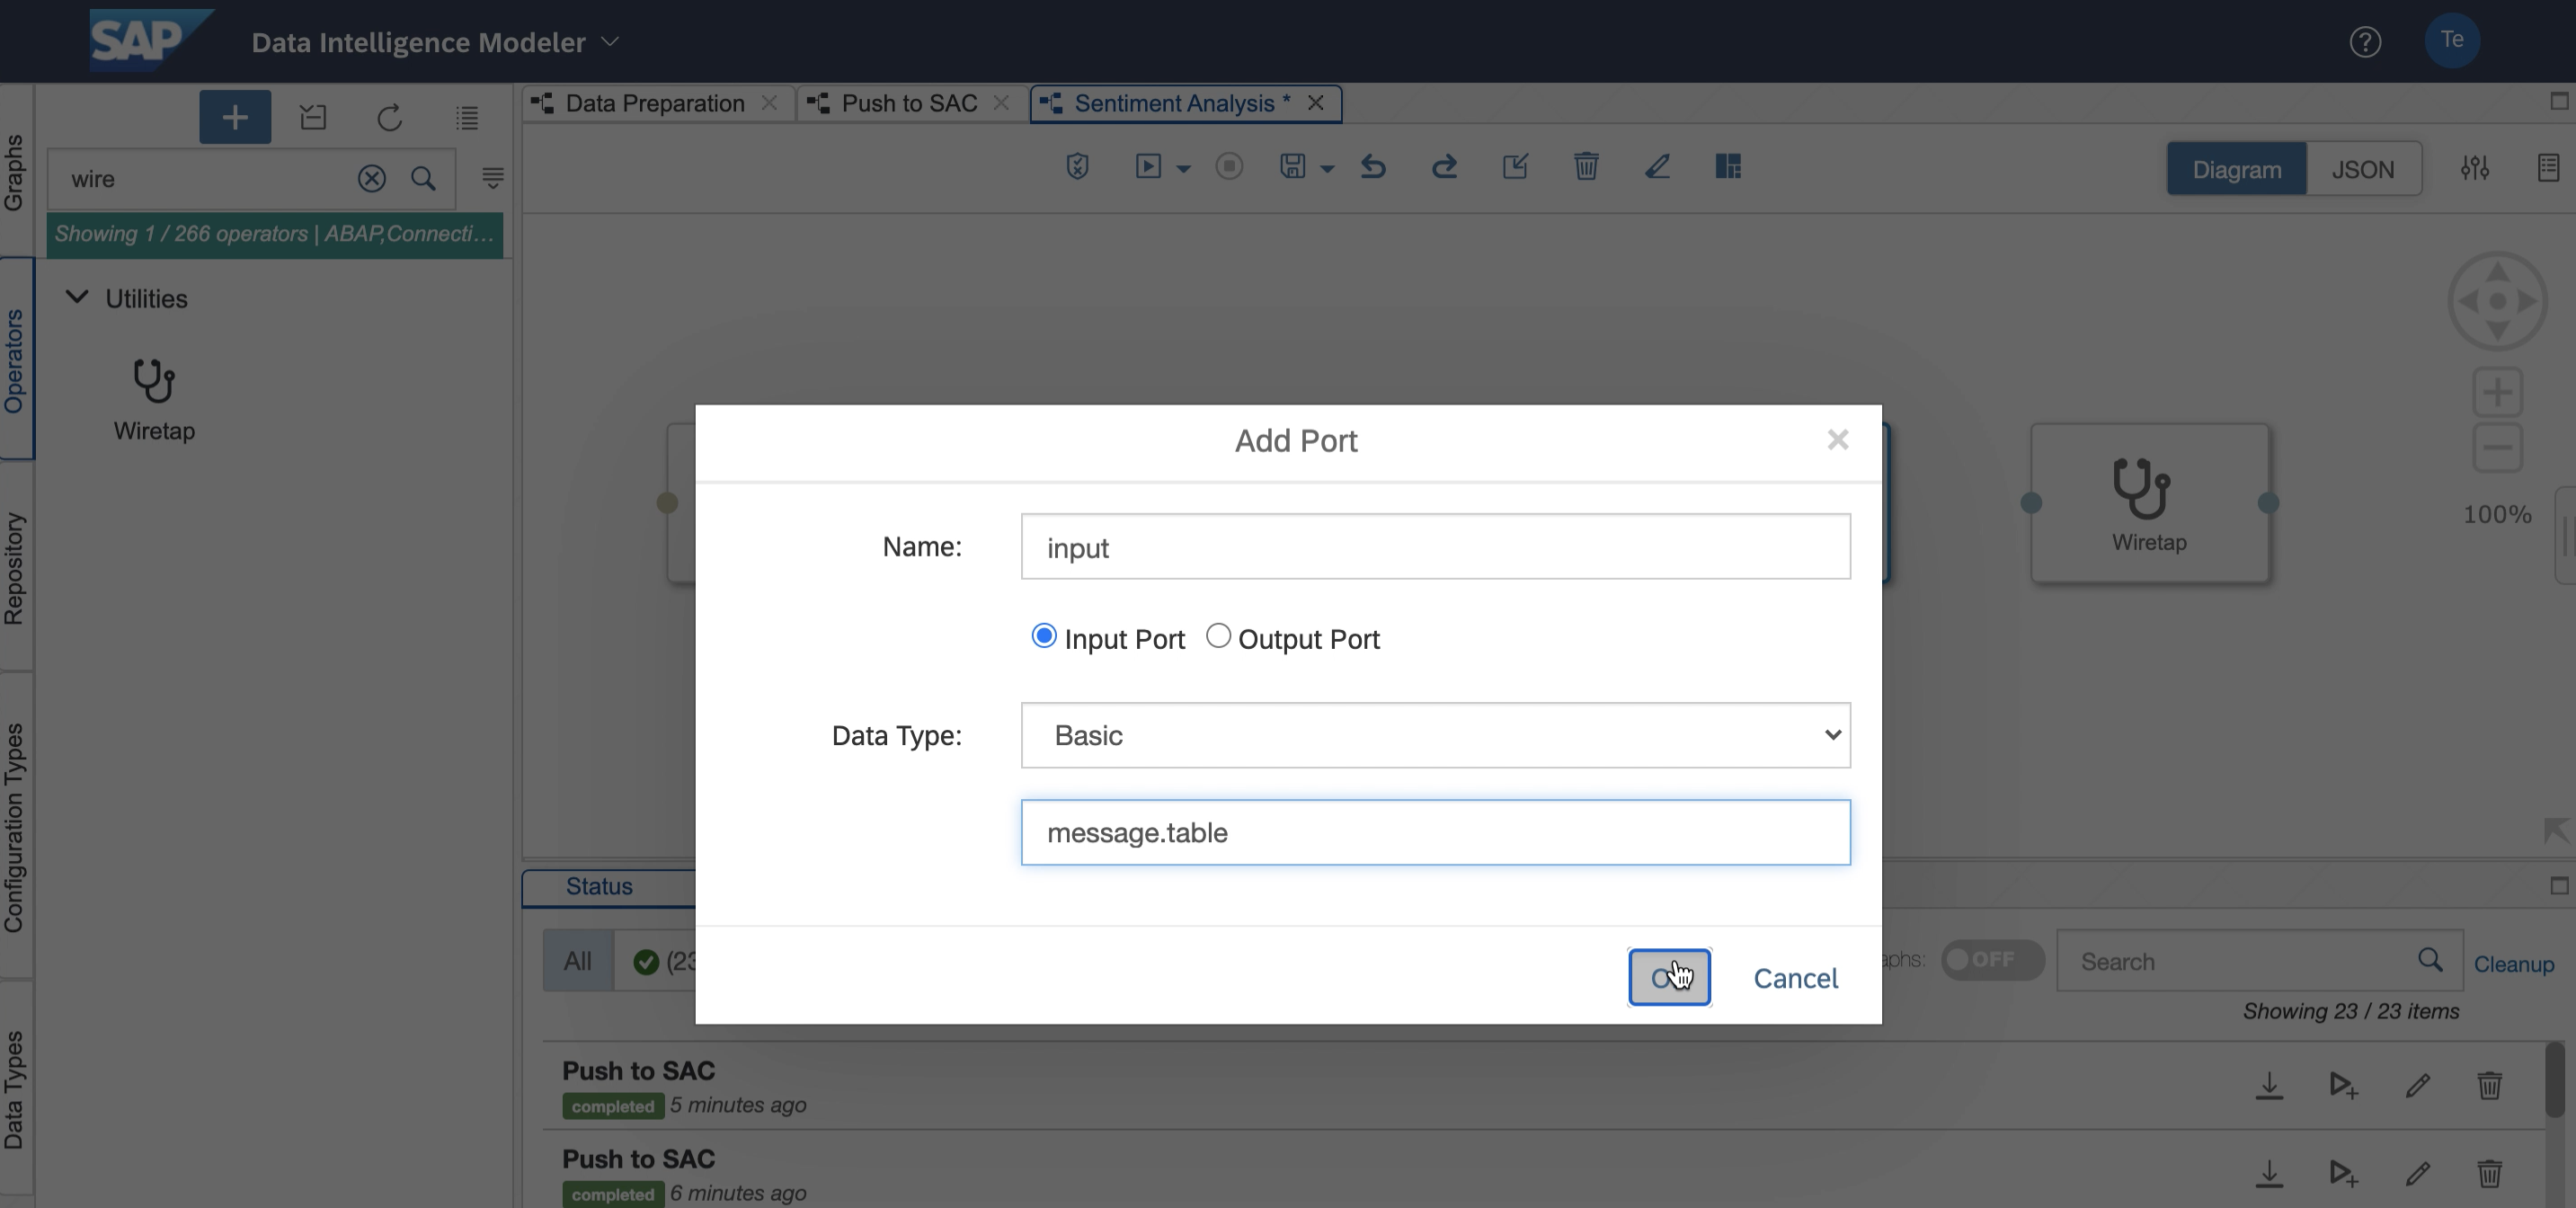 SAP
Data Intelligence Modeler
Te
Graphs
Operators
Repository
Configuration Types
Data Types
wire
Showing 1 / 266 operators | ABAP,Connecti...
Utilities
Wiretap
Data Preparation
Push to SAC
Sentiment Analysis *
Diagram
JSON
Wiretap
100%
Add Port
Name:
input
Input Port
Output Port
Data Type:
Basic
message.table
Cancel
Status
All
(23
aphs:
OFF
Search
Cleanup
Showing 23 / 23 items
Push to SAC
completed 5 minutes ago
Push to SAC
completed 6 minutes ago